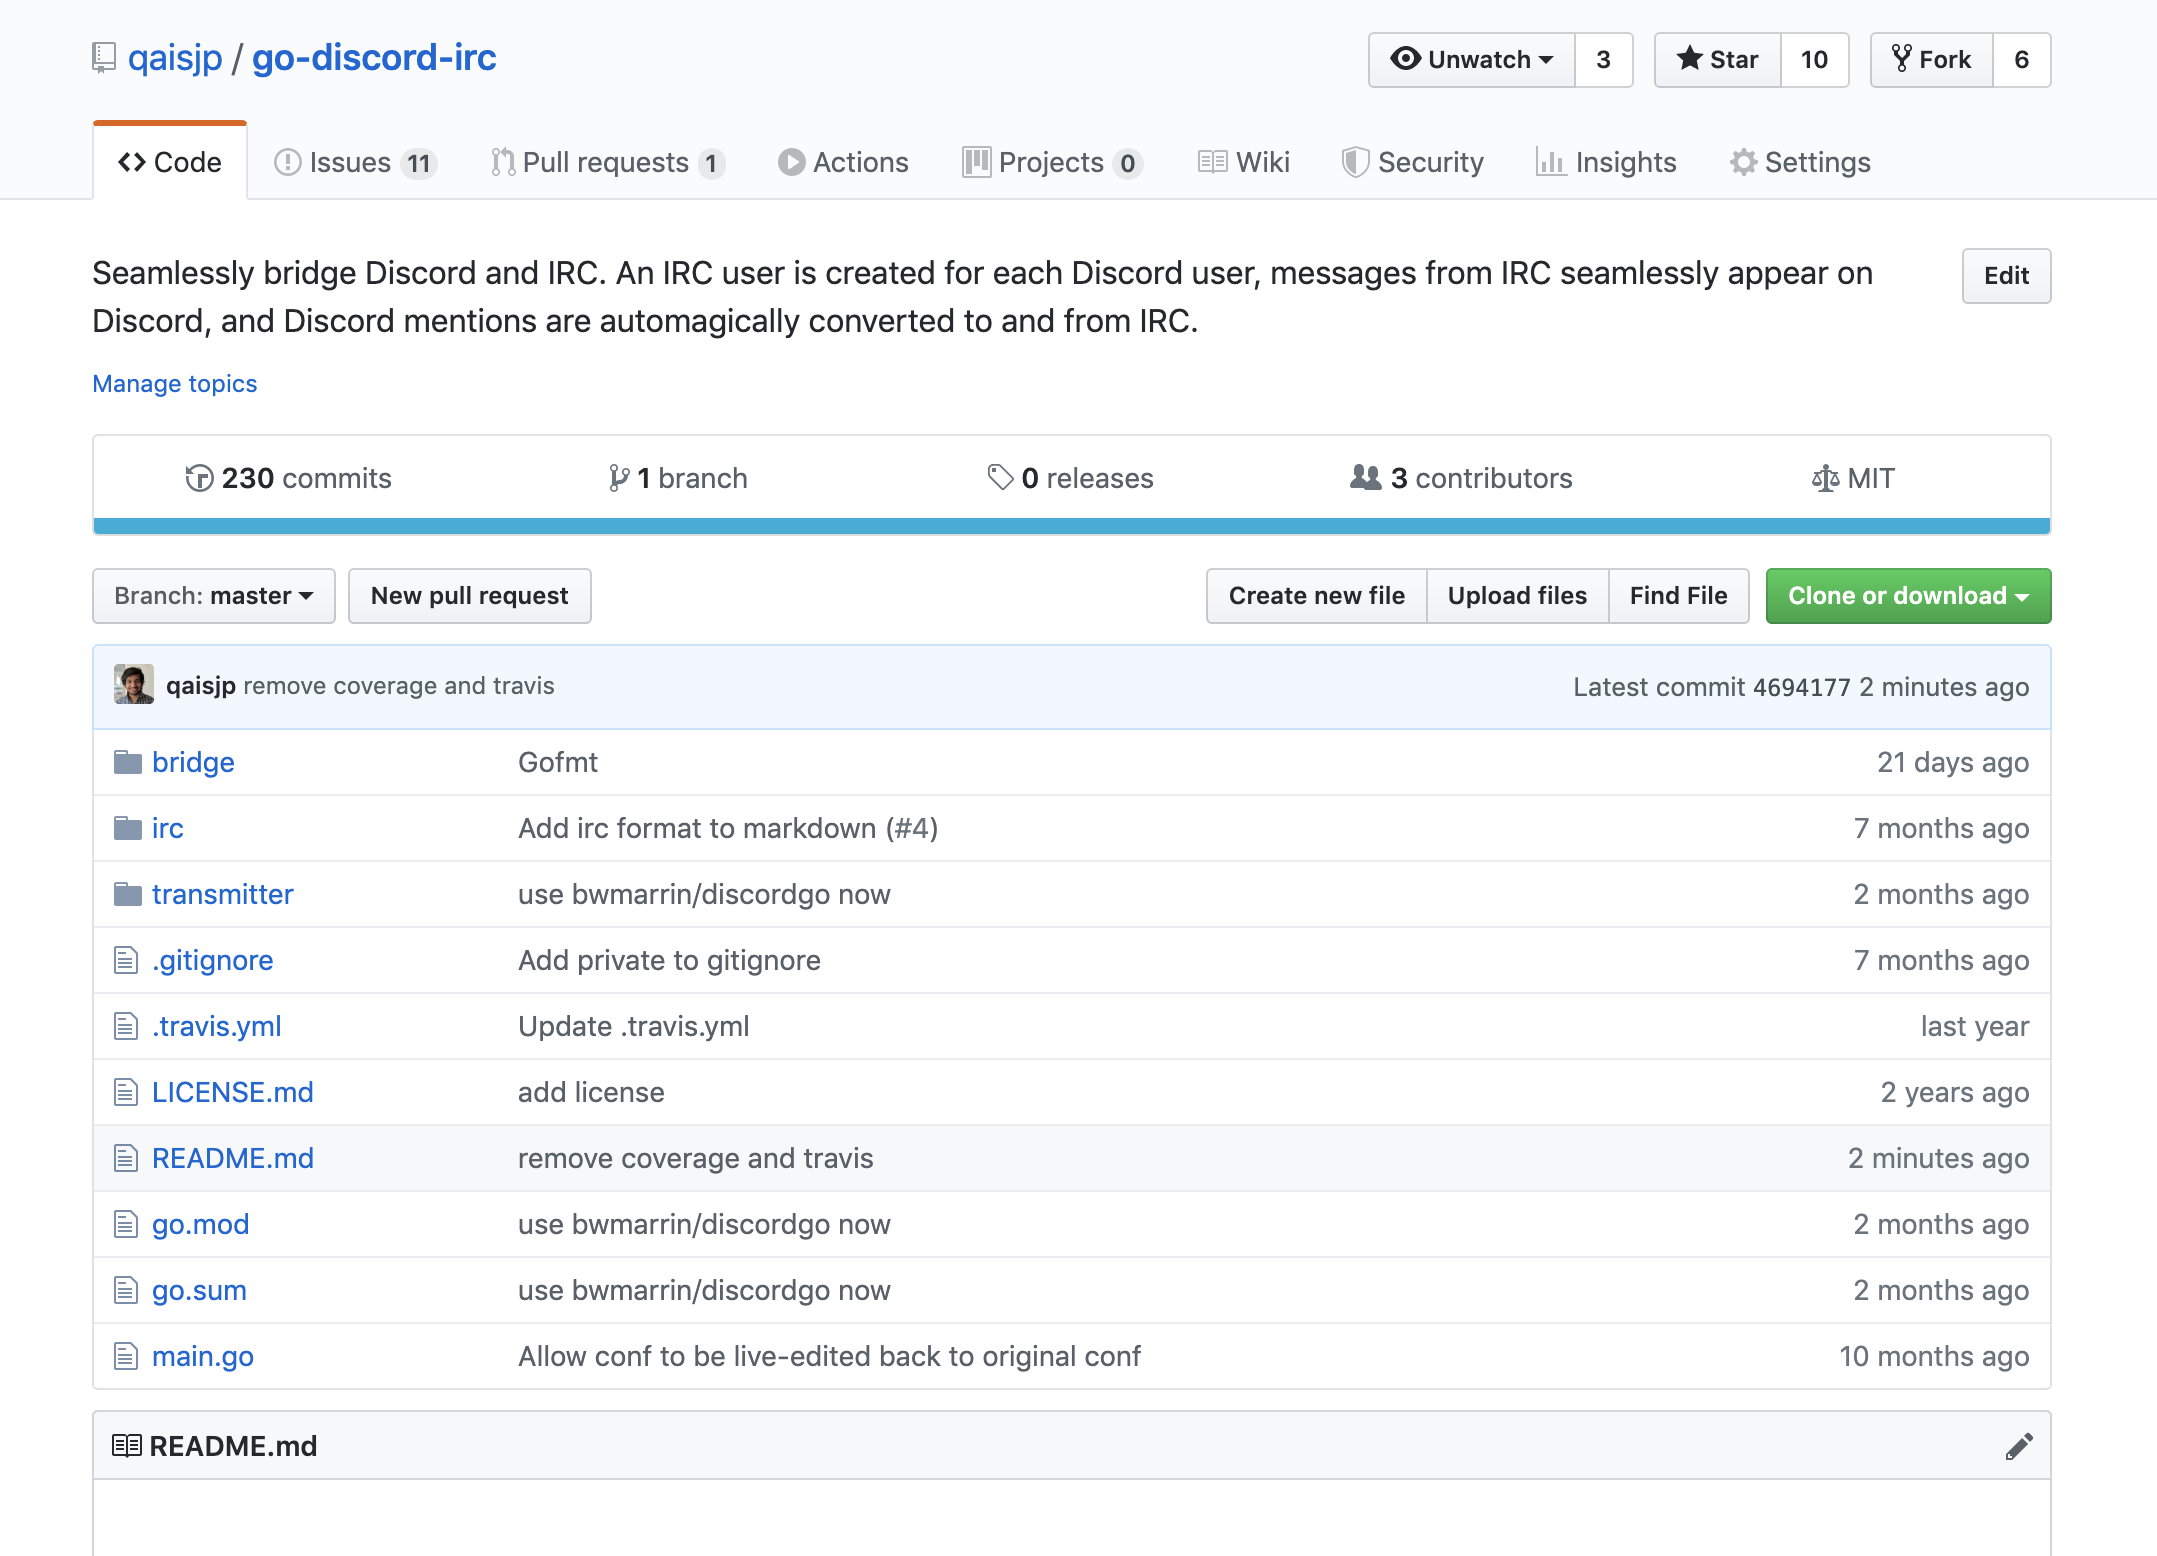 qaisjp / go-discord-irc Unwatch 3 Star 10 Fork 6
Code Issues 11 Pull requests 1 Actions Projects 0 Wiki Security Insights Settings
Seamlessly bridge Discord and IRC. An IRC user is created for each Discord user, messages from IRC seamlessly appear on
Discord, and Discord mentions are automagically converted to and from IRC.
Edit
Manage topics
230 commits 1 branch 0 releases 3 contributors MIT
Branch: master New pull request Create new file Upload files Find File Clone or download
qaisjp remove coverage and travis Latest commit 4694177 2 minutes ago
bridge Gofmt 21 days ago
irc Add irc format to markdown (#4) 7 months ago
transmitter use bwmarrin/discordgo now 2 months ago
.gitignore Add private to gitignore 7 months ago
.travis.yml Update .travis.yml last year
LICENSE.md add license 2 years ago
README.md remove coverage and travis 2 minutes ago
go.mod use bwmarrin/discordgo now 2 months ago
go.sum use bwmarrin/discordgo now 2 months ago
main.go Allow conf to be live-edited back to original conf 10 months ago
README.md